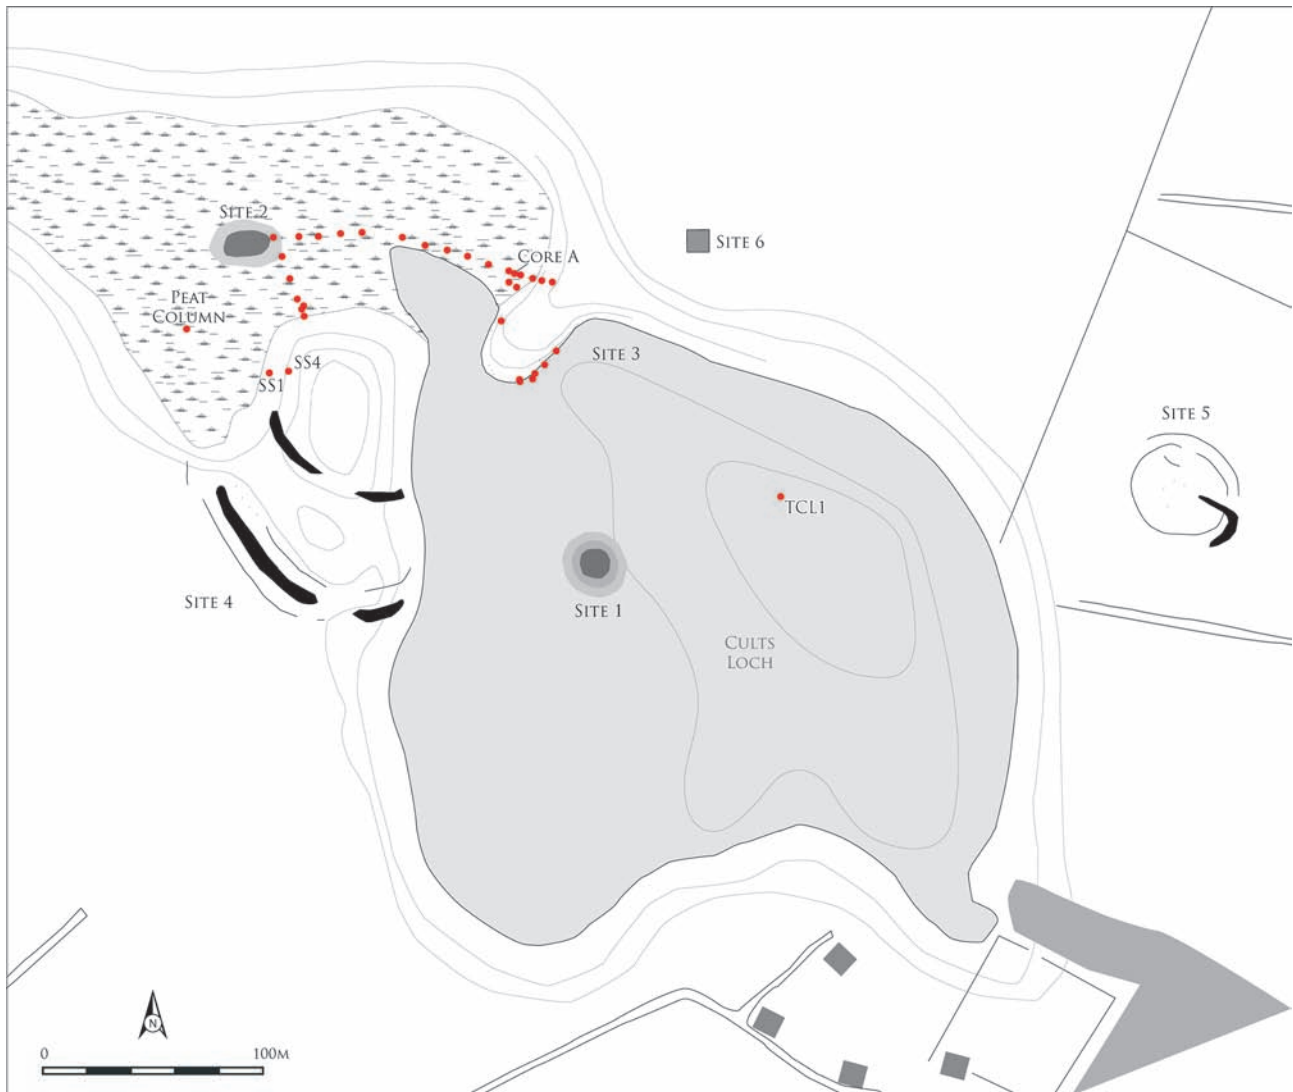 Site 2
Site 6
Core A
Peat
Column
Site 3
SS4
SS1
Site 5
TCL1
Site 4
Site 1
Cults
Loch
N
0 100m